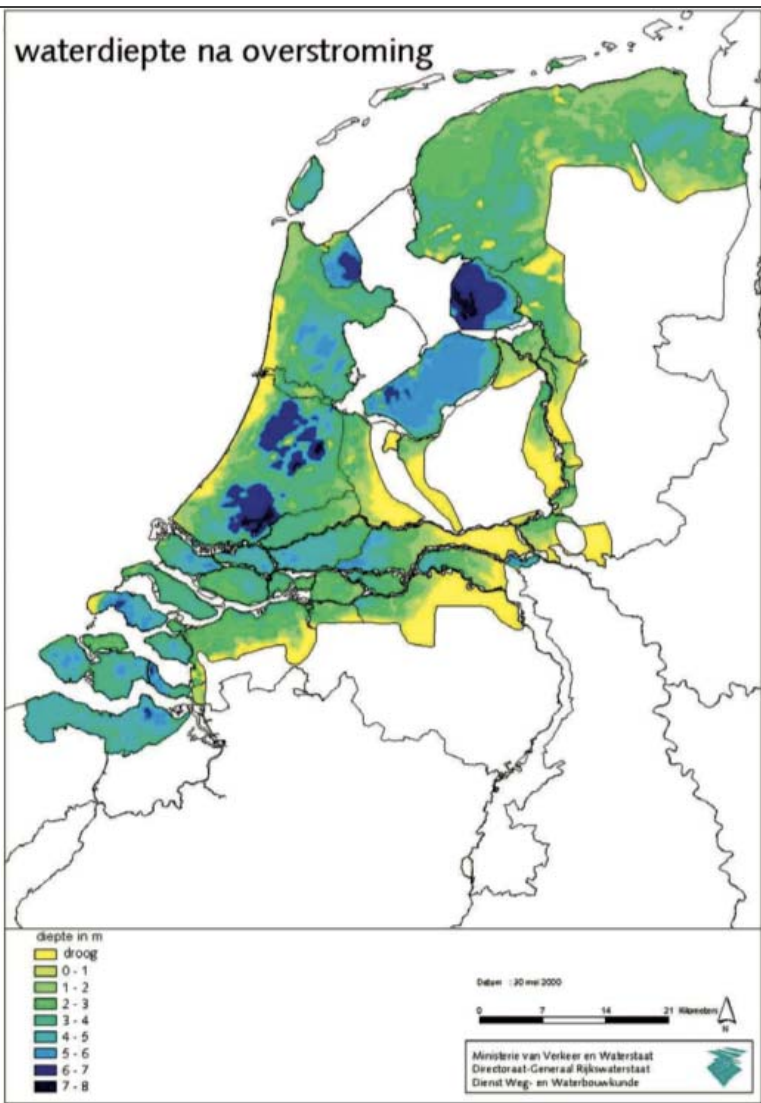 waterdiepte na overstroming
diepte in m
droog
0 - 1
1 - 2
2 - 3
3 - 4
4 - 5
5 - 6
6 - 7
7 - 8
Datum : 30 mei 2000
0 7 14 21 Kilometers
N
Ministerie van Verkeer en Waterstaat
Directoraat-Generaal Rijkswaterstaat
Dienst Weg- en Waterbouwkunde